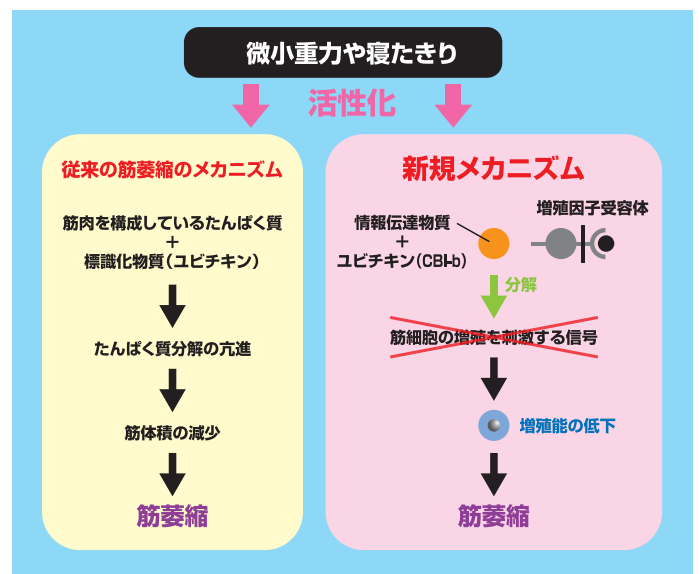 微小重力や寝たきり
活性化
従来の筋萎縮のメカニズム
筋肉を構成しているたんぱく質
+
標識化物質(ユビチキン)
たんぱく質分解の亢進
筋体積の減少
筋萎縮
新規メカニズム
情報伝達物質
+
ユビチキン(CBl-b)
増殖因子受容体
分解
筋細胞の増殖を刺激する信号
増殖能の低下
筋萎縮